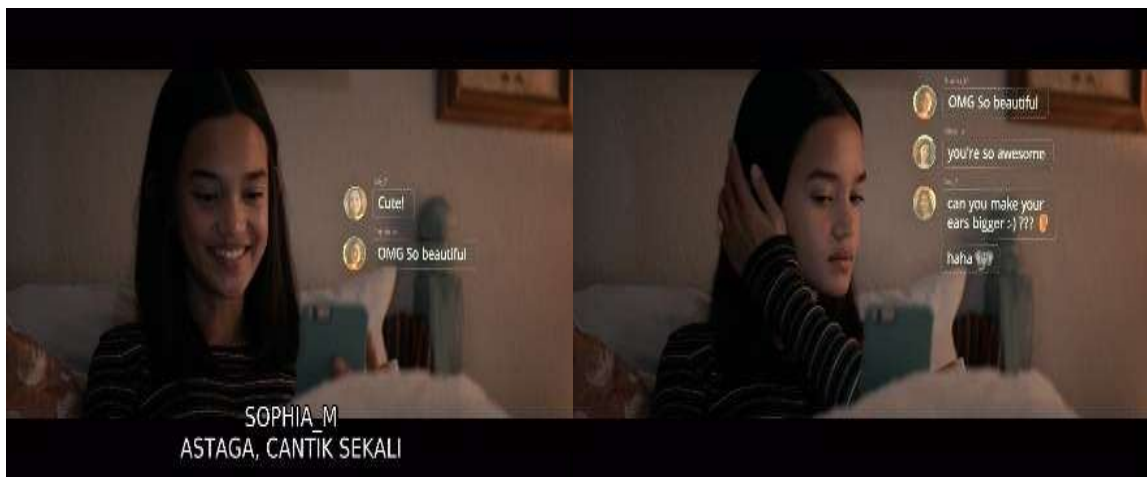 Cute!
OMG So beautiful
SOPHIA_M
ASTAGA, CANTIK SEKALI
OMG So beautiful
you're so awesome
can you make your
ears bigger :-) ???
haha